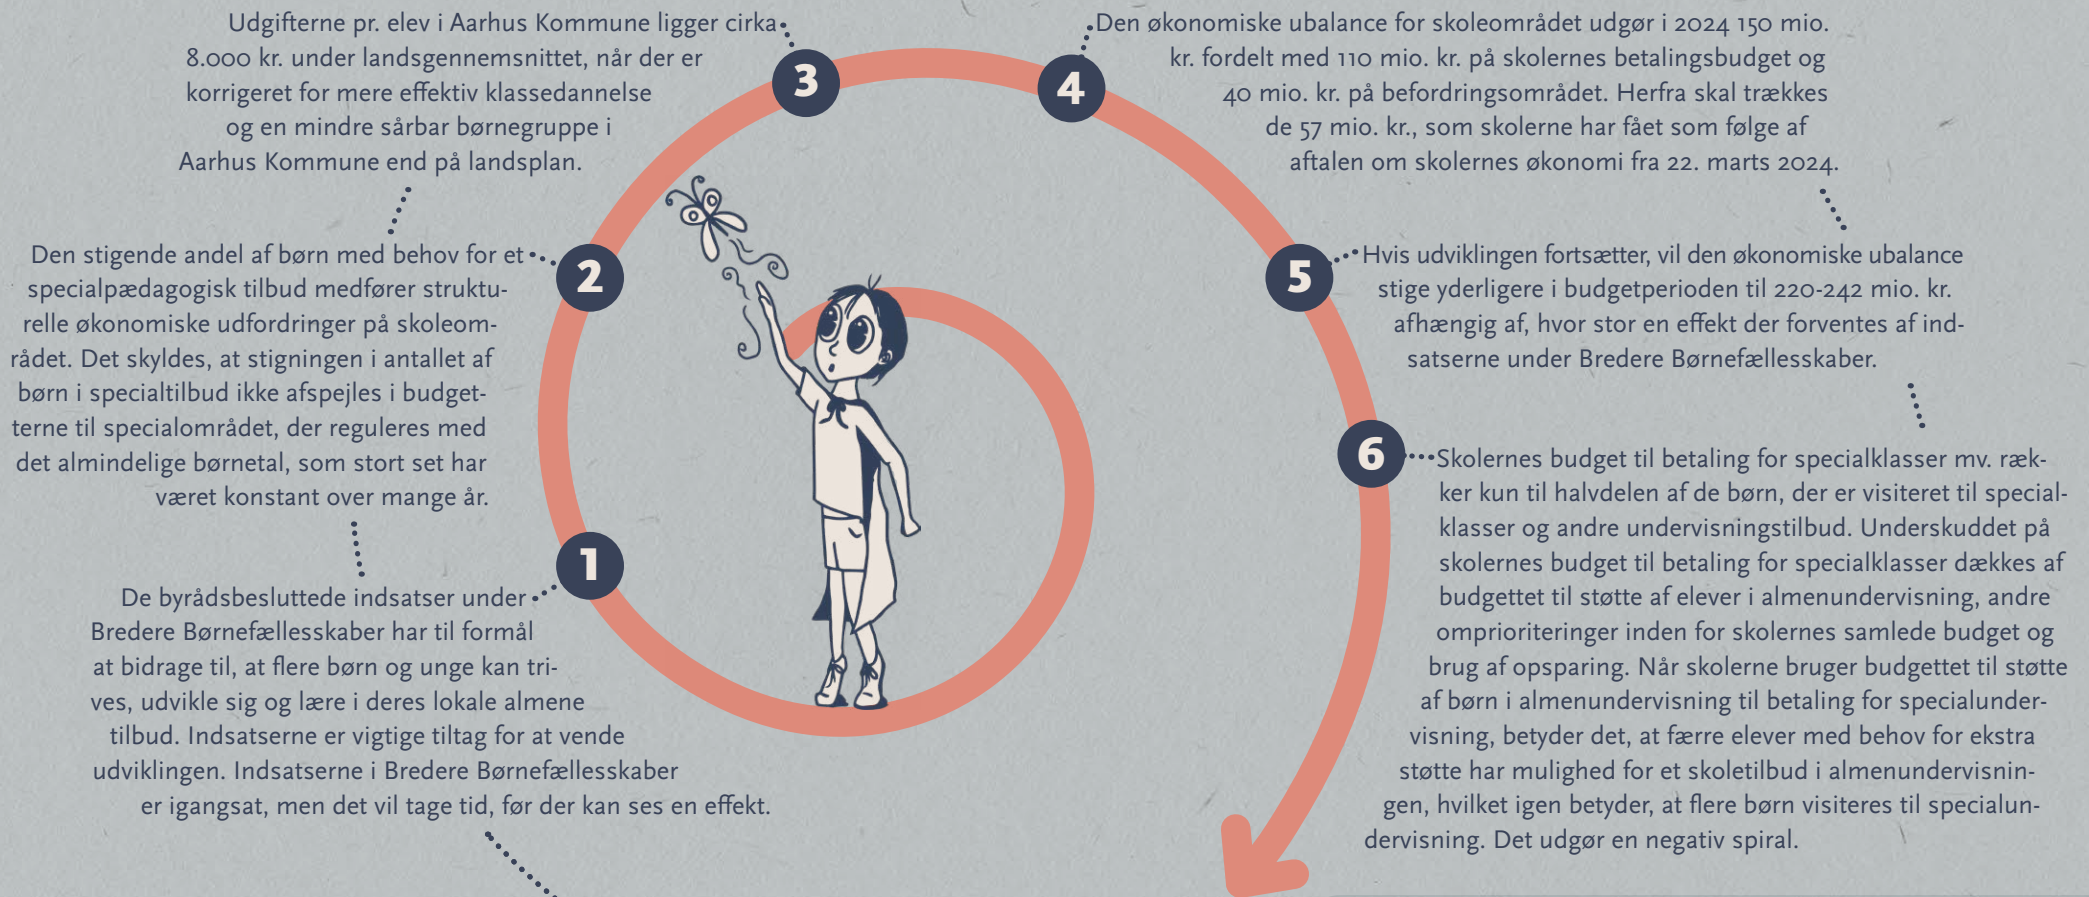 1
De byrådsbesluttede indsatser under
Bredere Børnefællesskaber har til formål
at bidrage til, at flere børn og unge kan tri-
ves, udvikle sig og lære i deres lokale almene
tilbud. Indsatserne er vigtige tiltag for at vende
udviklingen. Indsatserne i Bredere Børnefællesskaber
er igangsat, men det vil tage tid, før der kan ses en effekt.
2
Den stigende andel af børn med behov for et
specialpædagogisk tilbud medfører struktu-
relle økonomiske udfordringer på skoleom-
rådet. Det skyldes, at stigningen i antallet af
børn i specialtilbud ikke afspejles i budget-
terne til specialområdet, der reguleres med
det almindelige børnetal, som stort set har
været konstant over mange år.
3
Udgifterne pr. elev i Aarhus Kommune ligger cirka
8.000 kr. under landsgennemsnittet, når der er
korrigeret for mere effektiv klassedannelse
og en mindre sårbar børnegruppe i
Aarhus Kommune end på landsplan.
4
Den økonomiske ubalance for skoleområdet udgør i 2024 150 mio.
kr. fordelt med 110 mio. kr. på skolernes betalingsbudget og
40 mio. kr. på befordringsområdet. Herfra skal trækkes
de 57 mio. kr., som skolerne har fået som følge af
aftalen om skolernes økonomi fra 22. marts 2024.
5
Hvis udviklingen fortsætter, vil den økonomiske ubalance
stige yderligere i budgetperioden til 220-242 mio. kr.
afhængig af, hvor stor en effekt der forventes af ind-
satserne under Bredere Børnefællesskaber.
6
Skolernes budget til betaling for specialklasser mv. ræk-
ker kun til halvdelen af de børn, der er visiteret til special-
klasser og andre undervisningstilbud. Underskuddet på
skolernes budget til betaling for specialklasser dækkes af
budgettet til støtte af elever i almenundervisning, andre
omprioriteringer inden for skolernes samlede budget og
brug af opsparing. Når skolerne bruger budgettet til støtte
af børn i almenundervisning til betaling for specialunder-
visning, betyder det, at færre elever med behov for ekstra
støtte har mulighed for et skoletilbud i almenundervisnin-
gen, hvilket igen betyder, at flere børn visiteres til specialun-
dervisning. Det udgør en negativ spiral.